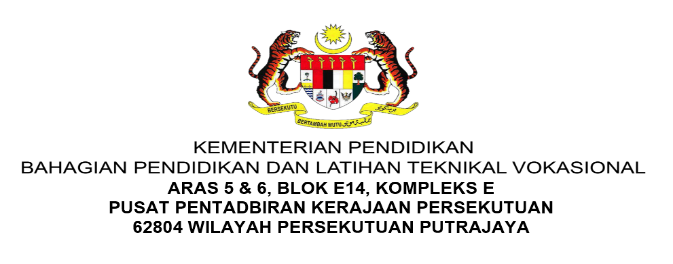 BERSEKUTU
BERTAMBAH MUTU
KEMENTERIAN PENDIDIKAN
BAHAGIAN PENDIDIKAN DAN LATIHAN TEKNIKAL VOKASIONAL
ARAS 5 & 6, BLOK E14, KOMPLEKS E
PUSAT PENTADBIRAN KERAJAAN PERSEKUTUAN
62804 WILAYAH PERSEKUTUAN PUTRAJAYA